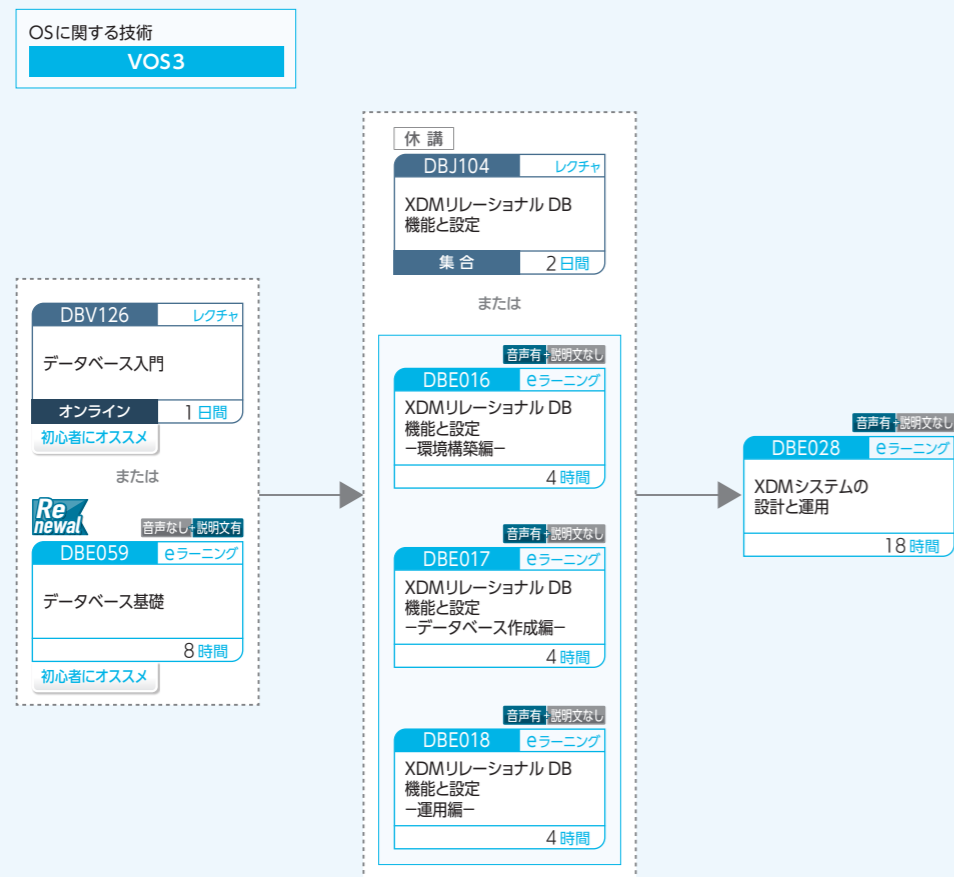 OSに関する技術
VOS3
DBV126 レクチャ
データベース入門
オンライン 1日間
初心者にオススメ
または
Re
newal
音声なし+説明文有
DBE059 eラーニング
データベース基礎
8時間
初心者にオススメ
休講
DBJ104 レクチャ
XDMリレーショナル DB
機能と設定
集合 2日間
または
音声有+説明文なし
DBE016 eラーニング
XDMリレーショナル DB
機能と設定
−環境構築編−
4時間
音声有+説明文なし
DBE017 eラーニング
XDMリレーショナル DB
機能と設定
−データベース作成編−
4時間
音声有+説明文なし
DBE018 eラーニング
XDMリレーショナル DB
機能と設定
−運用編−
4時間
音声有+説明文なし
DBE028 eラーニング
XDMシステムの
設計と運用
18時間